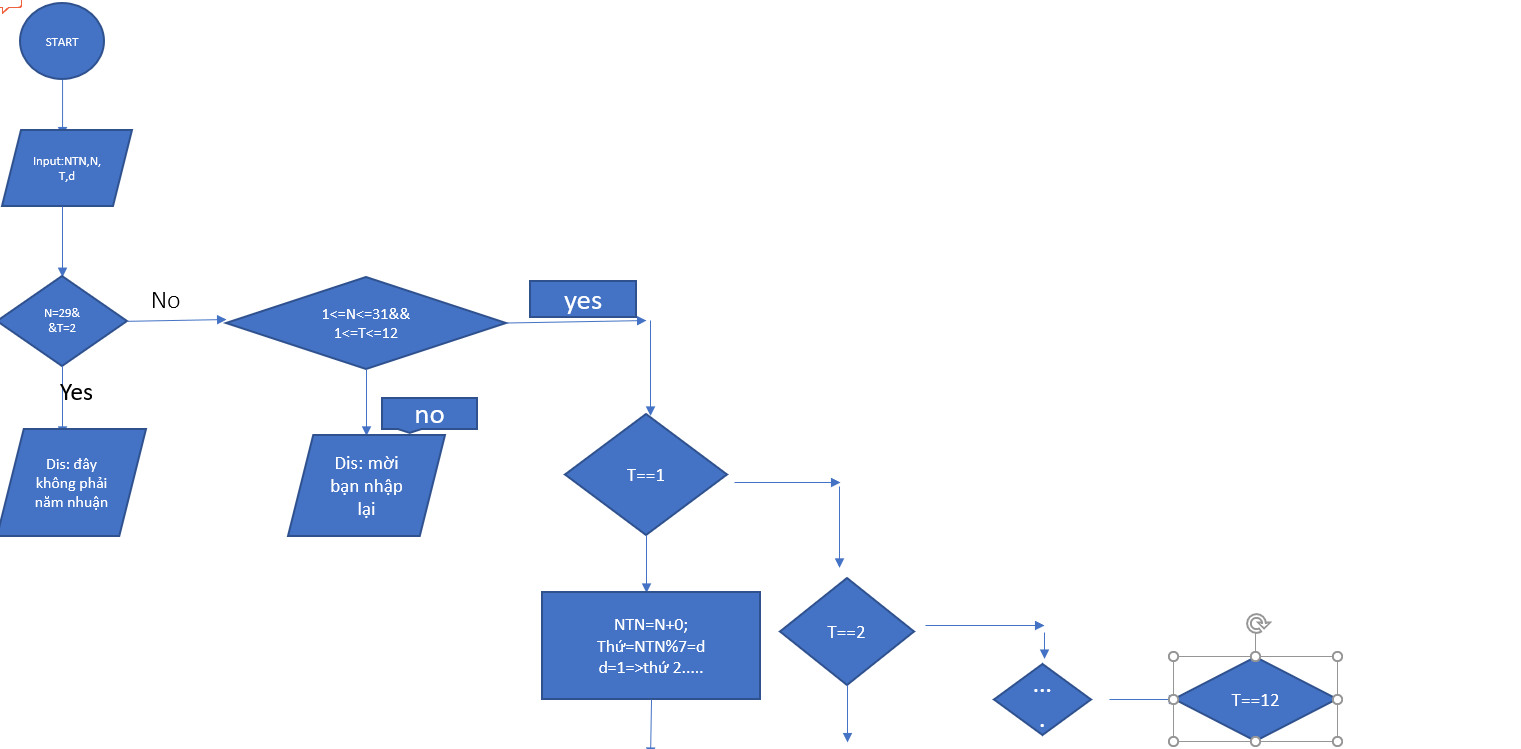 START
Input:NTN,N,
T,d
N=29&
&T=2
No
1<=N<=31&&
1<=T<=12
yes
Yes
no
Dis: đây
không phải
năm nhuận
Dis: mời
bạn nhập
lại
T==1
NTN=N+0;
Thứ=NTN%7=d
d=1=>thứ 2.....
T==2
...
.
T==12